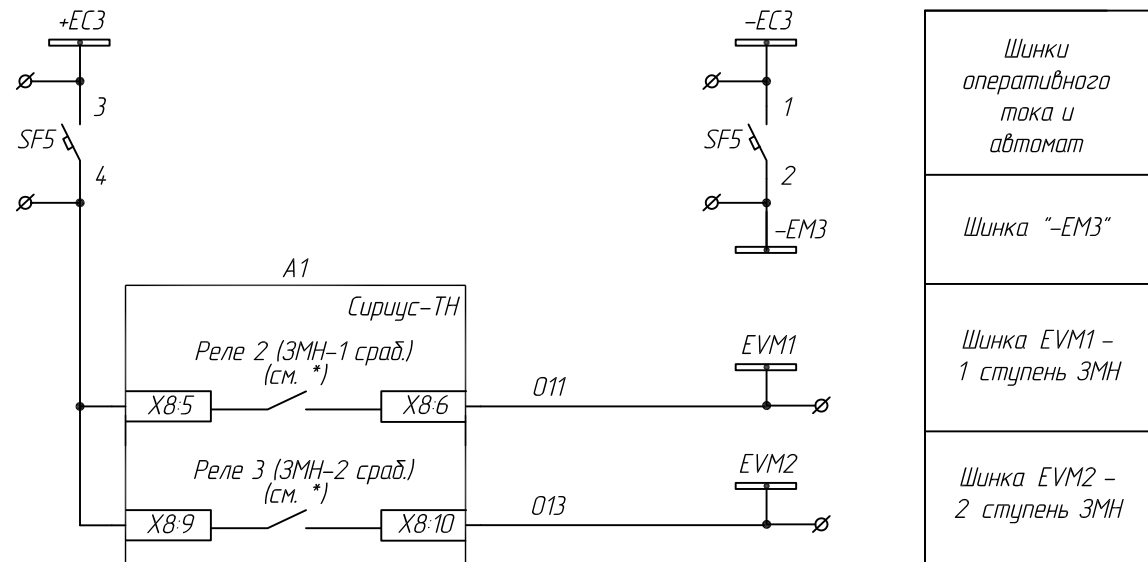 +EC3
-EC3
3
1
SF5
SF5
4
2
-EM3
A1
Сириус-ТН
Реле 2 (ЗМН-1 сраб.)
(см. *)
X8:5
X8:6
011
EVM1
Реле 3 (ЗМН-2 сраб.)
(см. *)
X8:9
X8:10
013
EVM2
Шинки
оперативного
тока и
автомат
Шинка "-EM3"
Шинка EVM1 -
1 ступень ЗМН
Шинка EVM2 -
2 ступень ЗМН